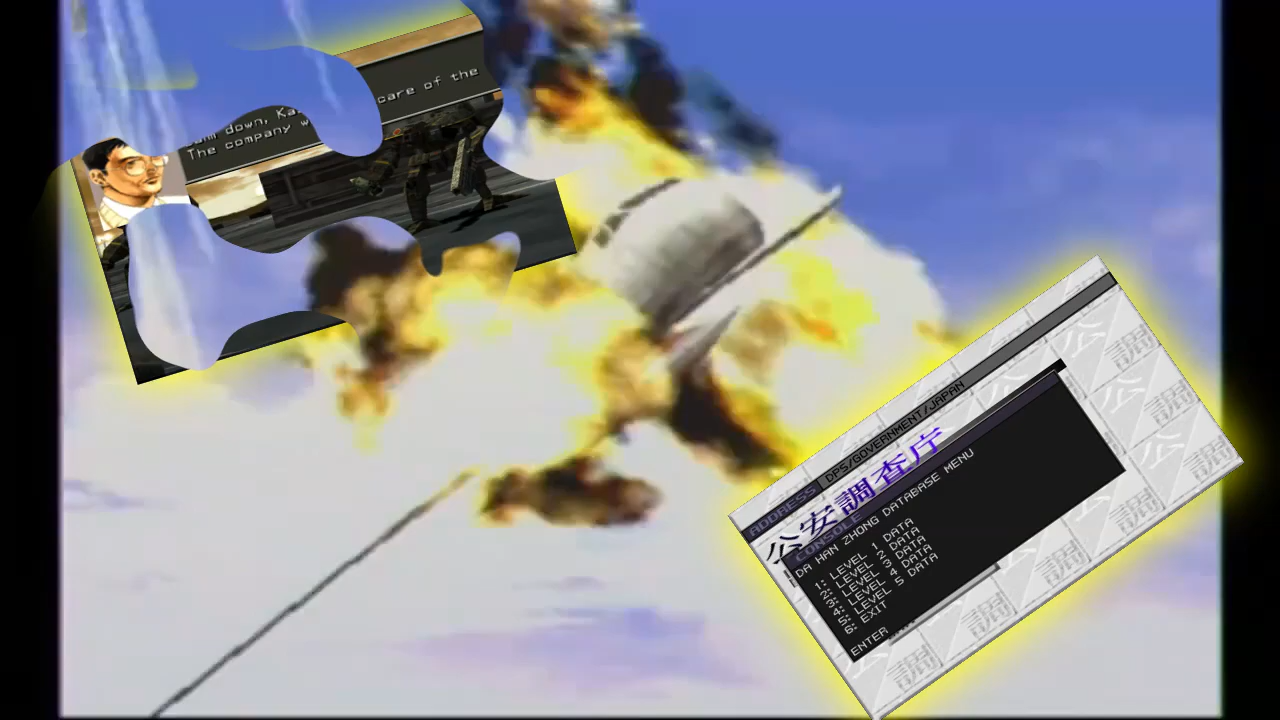 care of the
down, Ka
The company w
ADDRESS DPS/GOVERNMENT/JAPAN
公安調査庁
CONSOLE
DA HAN ZHONG DATABASE MENU
1: LEVEL 1 DATA
2: LEVEL 2 DATA
3: LEVEL 3 DATA
4: LEVEL 4 DATA
5: LEVEL 5 DATA
6: EXIT
ENTER